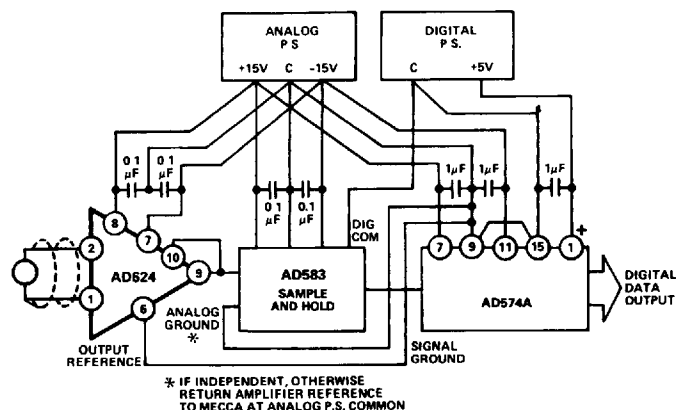 ANALOG
P S
+15V C -15V
DIGITAL
P S.
C +5V
0 1
μF
0 1
μF
0 1
μF
0.1
μF
1μF
1μF
1μF
DIG
COM
8
7
10
9
2
1
6
AD624
AD583
SAMPLE
AND HOLD
7
9
11
15
1
+
AD574A
DIGITAL
DATA
OUTPUT
ANALOG
GROUND
*
OUTPUT
REFERENCE
SIGNAL
GROUND
* IF INDEPENDENT, OTHERWISE
RETURN AMPLIFIER REFERENCE
TO MECCA AT ANALOG P.S. COMMON